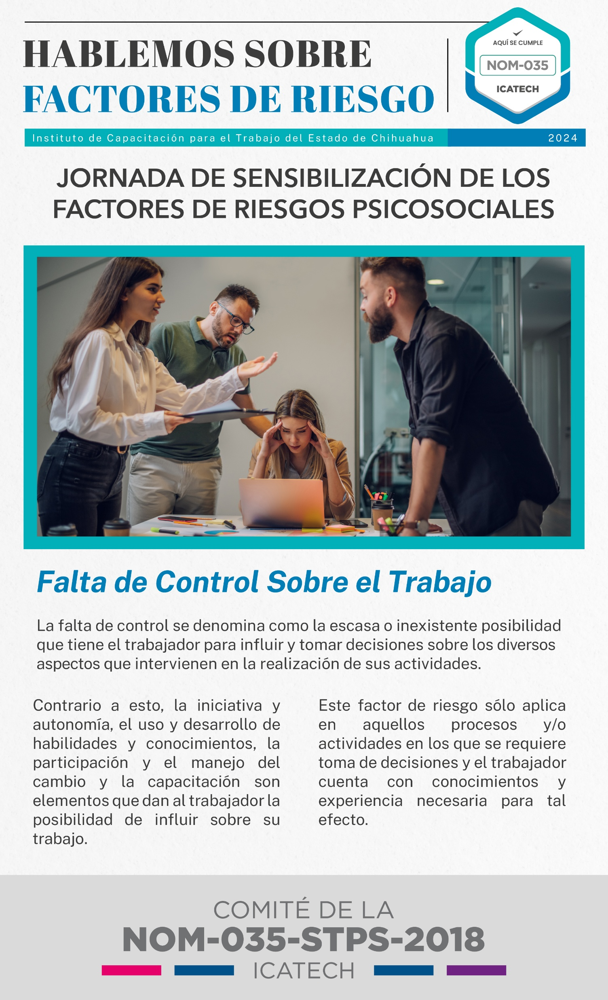 HABLEMOS SOBRE
FACTORES DE RIESGO
AQUÍ SE CUMPLE
NOM-035
ICATECH
Instituto de Capacitación para el Trabajo del Estado de Chihuahua
2024
JORNADA DE SENSIBILIZACIÓN DE LOS
FACTORES DE RIESGOS PSICOSOCIALES
Falta de Control Sobre el Trabajo
La falta de control se denomina como la escasa o inexistente posibilidad
que tiene el trabajador para influir y tomar decisiones sobre los diversos
aspectos que intervienen en la realización de sus actividades.
Contrario a esto, la iniciativa y
autonomía, el uso y desarrollo de
habilidades y conocimientos, la
participación y el manejo del
cambio y la capacitación son
elementos que dan al trabajador la
posibilidad de influir sobre su
trabajo.
Este factor de riesgo sólo aplica
en aquellos procesos y/o
actividades en los que se requiere
toma de decisiones y el trabajador
cuenta con conocimientos y
experiencia necesaria para tal
efecto.
COMITÉ DE LA
NOM-035-STPS-2018
ICATECH